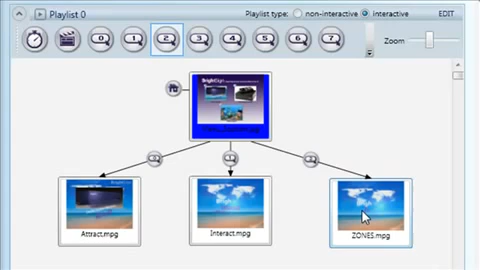 Playlist 0
Playlist type: non-interactive interactive EDIT
0 1 2 3 4 5 6 7
Zoom
BrightSign
Attract.mpg
Interact.mpg
ZONES.mpg